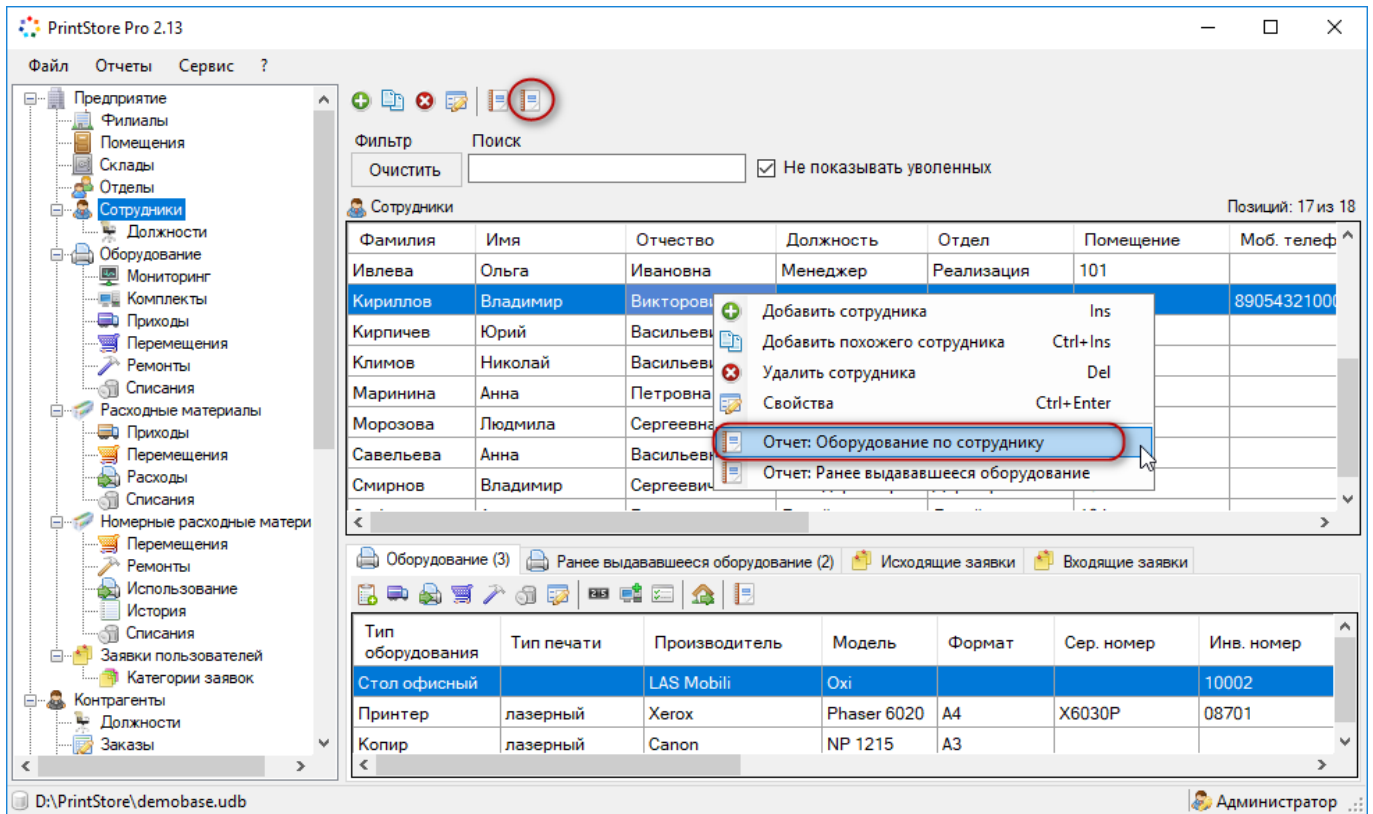 PrintStore Pro 2.13
Файл Отчеты Сервис ?
Предприятие
Филиалы
Помещения
Склады
Отделы
Сотрудники
Должности
Оборудование
Мониторинг
Комплекты
Приходы
Перемещения
Ремонты
Списания
Расходные материалы
Приходы
Перемещения
Расходы
Списания
Номерные расходные матери
Перемещения
Ремонты
Использование
История
Списания
Заявки пользователей
Категории заявок
Контрагенты
Должности
Заказы
Фильтр Поиск
Очистить Не показывать уволенных
Сотрудники Позиций: 17 из 18
Фамилия Имя Отчество Должность Отдел Помещение Моб. телеф
Ивлева Ольга Ивановна Менеджер Реализация 101
Кириллов Владимир Викторови 89054321000
Кирпичев Юрий Васильеви
Климов Николай Васильеви
Маринина Анна Петровна
Морозова Людмила Сергеевна
Савельева Анна Васильевн
Смирнов Владимир Сергеевич
Добавить сотрудника Ins
Добавить похожего сотрудника Ctrl+Ins
Удалить сотрудника Del
Свойства Ctrl+Enter
Отчет: Оборудование по сотруднику
Отчет: Ранее выдававшееся оборудование
Оборудование (3) Ранее выдававшееся оборудование (2) Исходящие заявки Входящие заявки
Тип оборудования Тип печати Производитель Модель Формат Сер. номер Инв. номер
Стол офисный LAS Mobili Oxi 10002
Принтер лазерный Xerox Phaser 6020 A4 X6030P 08701
Копир лазерный Canon NP 1215 A3
D:\PrintStore\demobase.udb Администратор